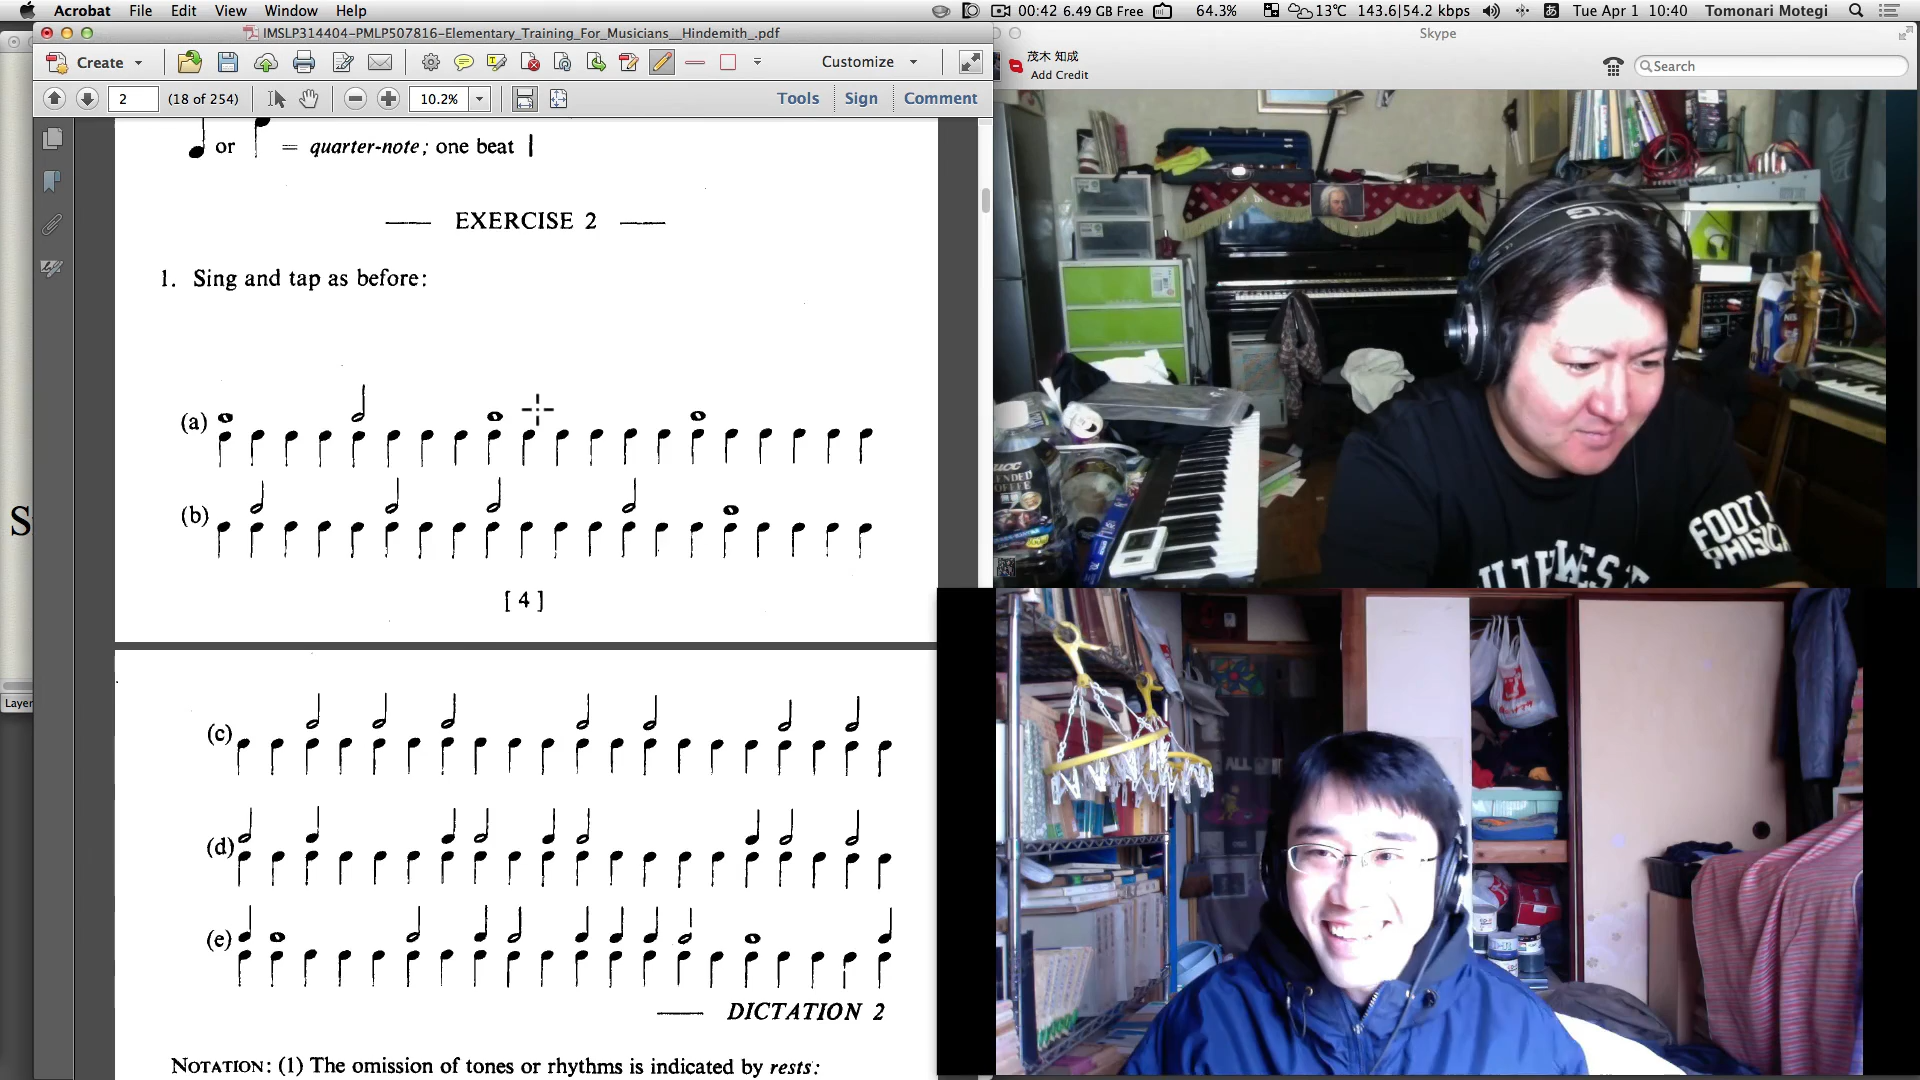 Acrobat File Edit View Window Help
00:42 6.49 GB Free 64.3% 13℃ 143.6|54.2 kbps あ Tue Apr 1 10:40 Tomonari Motegi
IMSLP314404-PMLP507816-Elementary_Training_For_Musicians__Hindemith_.pdf
Create
Customize
2 (18 of 254)
10.2%
Tools Sign Comment
or = quarter-note; one beat
EXERCISE 2
1. Sing and tap as before:
(a)
(b)
[4]
(c)
(d)
(e)
DICTATION 2
NOTATION: (1) The omission of tones or rhythms is indicated by rests:
S
Layer
Skype
茂木 知成
Add Credit
Search
ALL